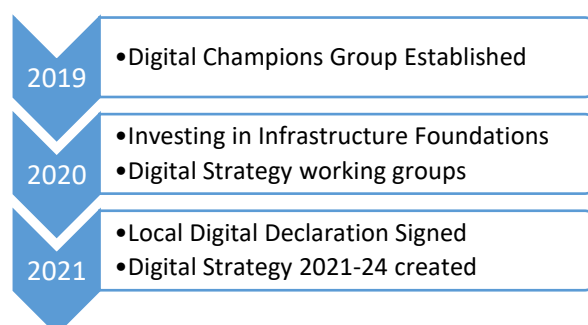 2019
•Digital Champions Group Established
2020
•Investing in Infrastructure Foundations
•Digital Strategy working groups
2021
•Local Digital Declaration Signed
•Digital Strategy 2021-24 created